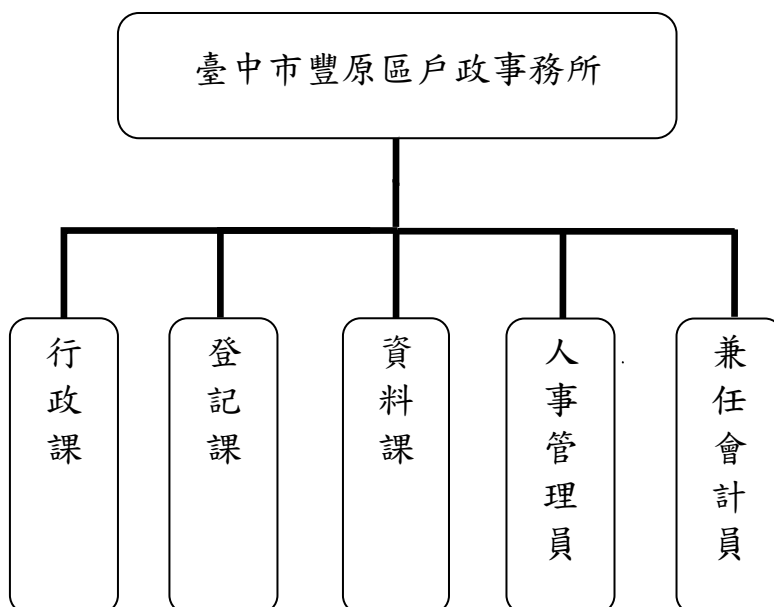 臺中市豐原區戶政事務所
行政課
登記課
資料課
人事管理員
兼任會計員